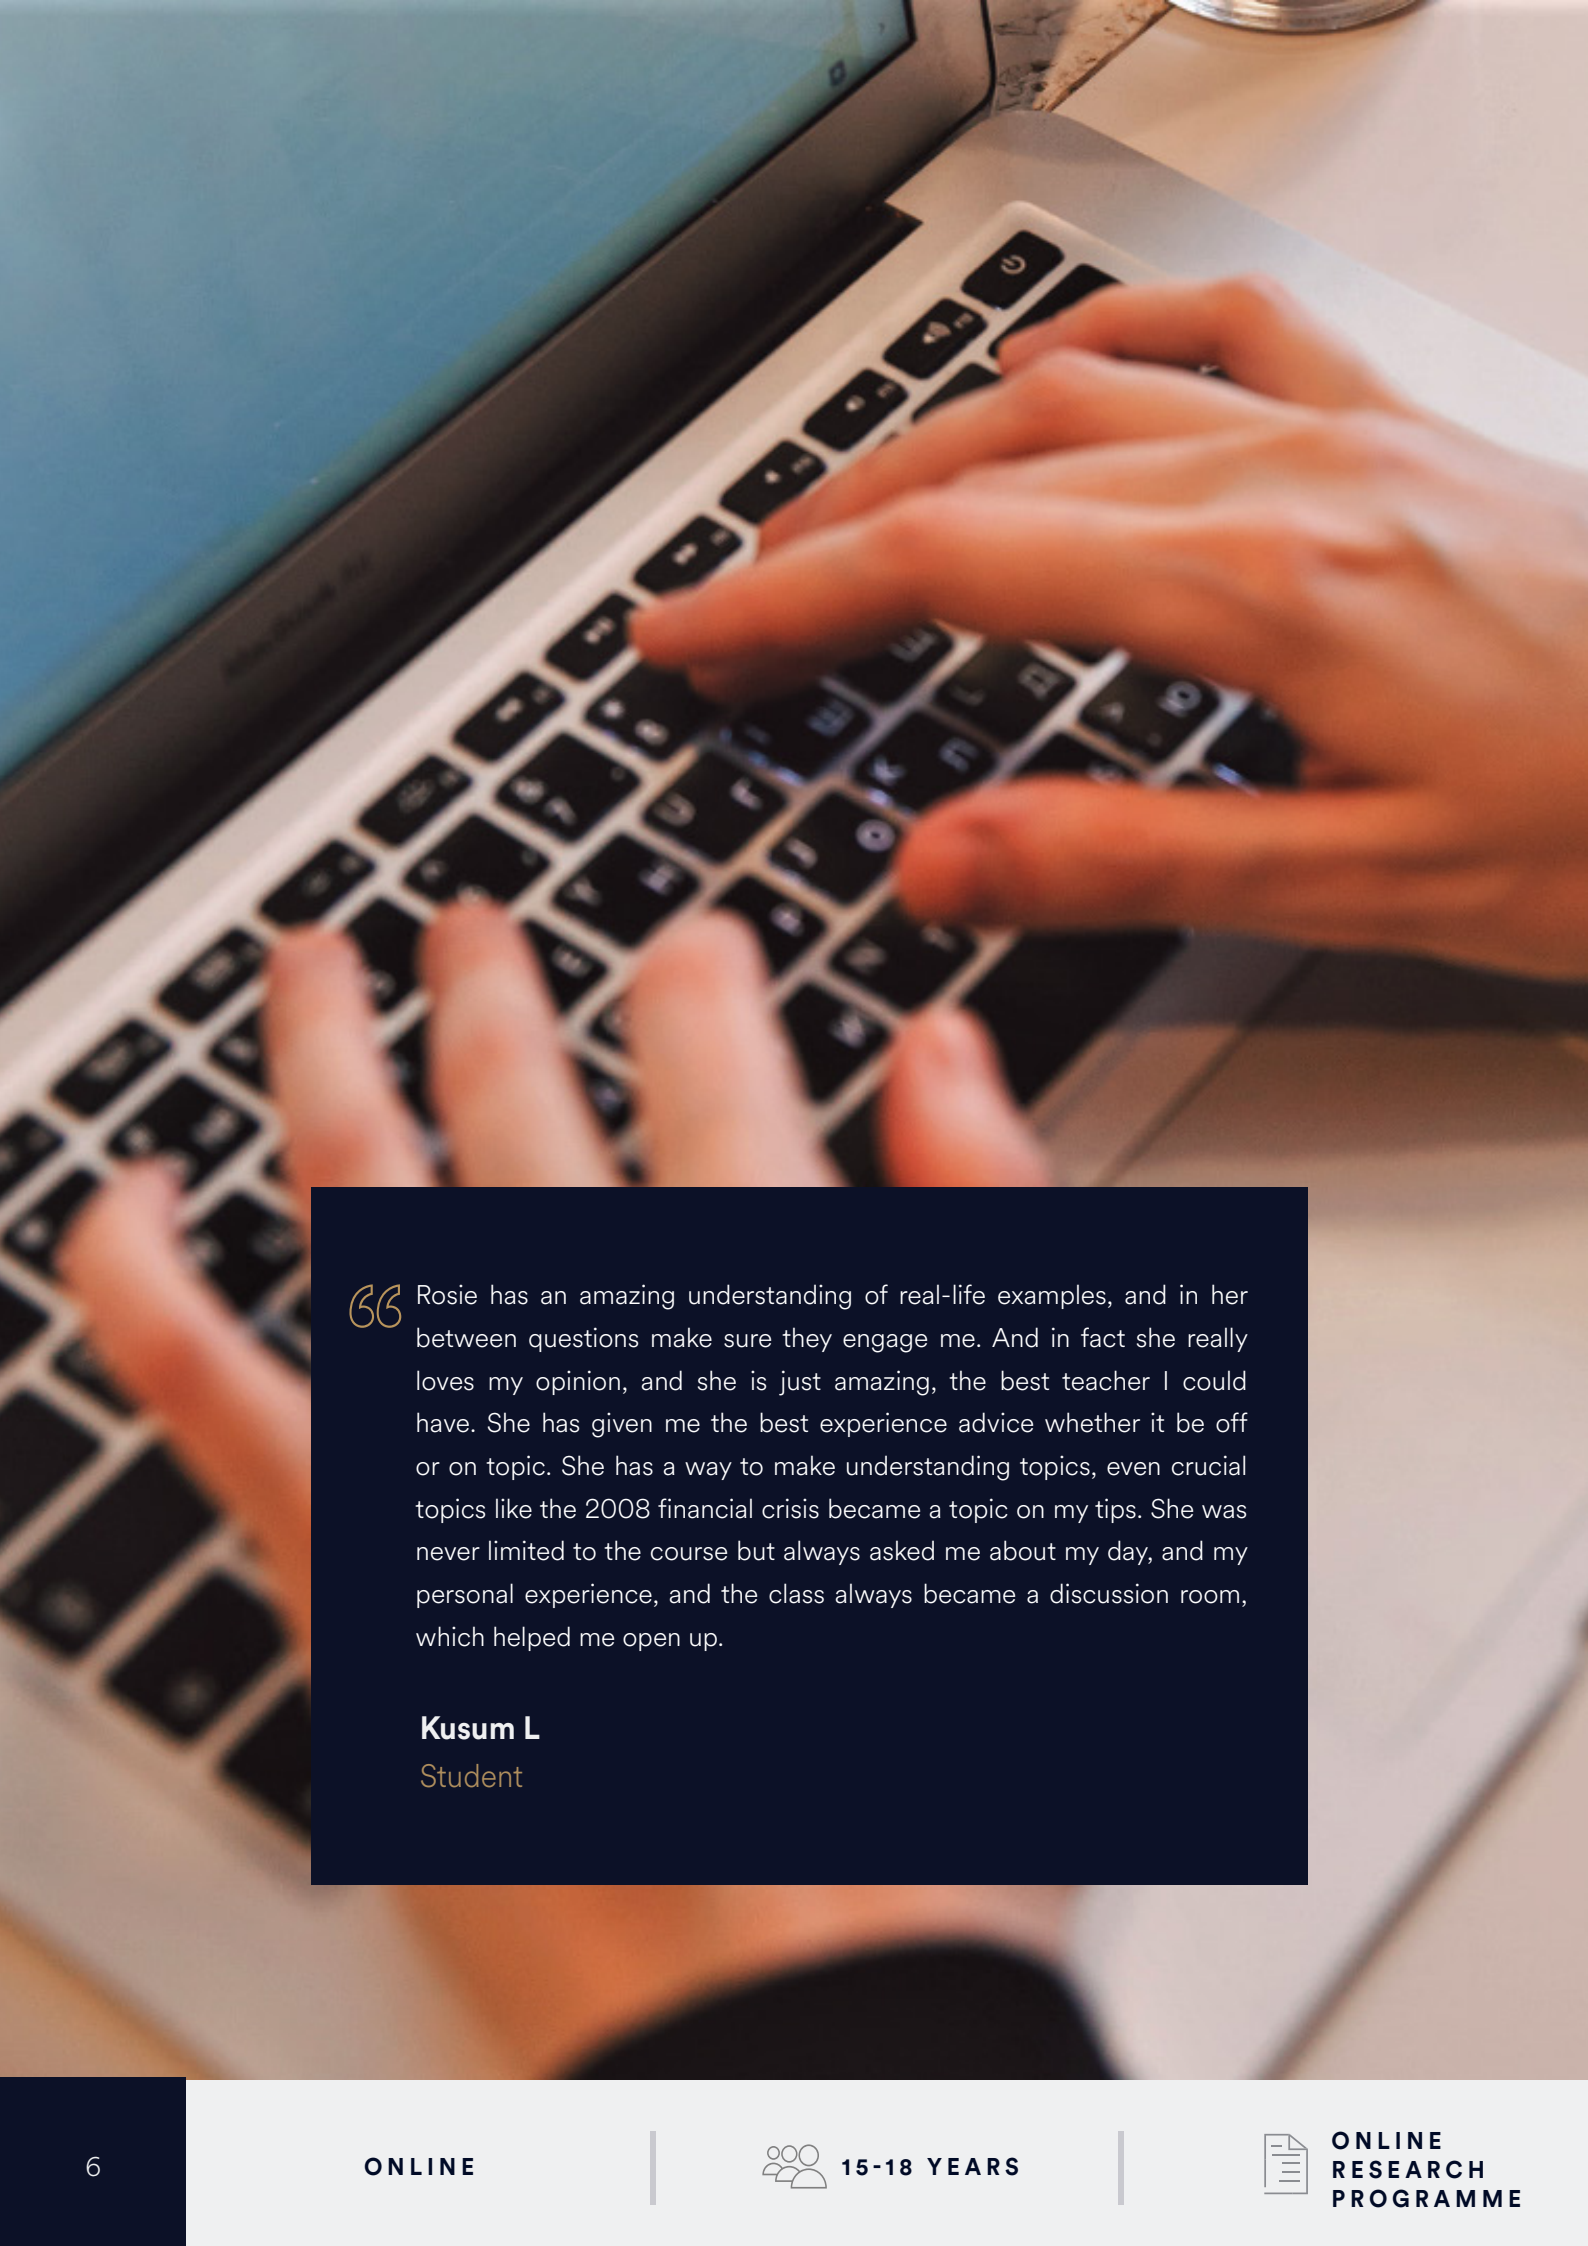 Rosie has an amazing understanding of real-life examples, and in her
between questions make sure they engage me. And in fact she really
loves my opinion, and she is just amazing, the best teacher I could
have. She has given me the best experience advice whether it be off
or on topic. She has a way to make understanding topics, even crucial
topics like the 2008 financial crisis became a topic on my tips. She was
never limited to the course but always asked me about my day, and my
personal experience, and the class always became a discussion room,
which helped me open up.
Kusum L
Student
6
ONLINE
15-18 YEARS
ONLINE
RESEARCH
PROGRAMME